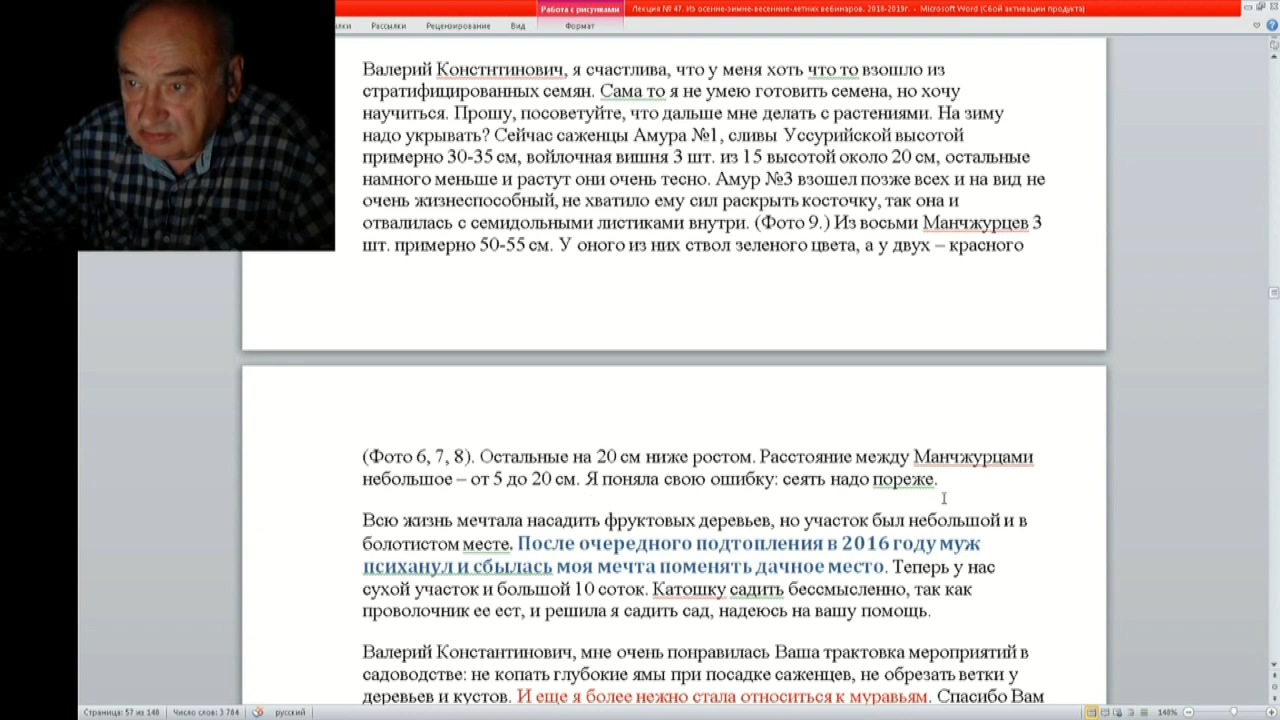 Работа с рисунками
Лекция № 47. Из осенне-зимне-весенние-летних вебинаров. 2018-2019г. - Microsoft Word (Сбой активации продукта)
лки Рассылки Рецензирование Вид Формат
Валерий Констнтинович, я счастлива, что у меня хоть что то взошло из
стратифицированных семян. Сама то я не умею готовить семена, но хочу
научиться. Прошу, посоветуйте, что дальше мне делать с растениями. На зиму
надо укрывать? Сейчас саженцы Амура №1, сливы Уссурийской высотой
примерно 30-35 см, войлочная вишня 3 шт. из 15 высотой около 20 см, остальные
намного меньше и растут они очень тесно. Амур №3 взошел позже всех и на вид не
очень жизнеспособный, не хватило ему сил раскрыть косточку, так она и
отвалилась с семидольными листиками внутри. (Фото 9.) Из восьми Манчжурцев 3
шт. примерно 50-55 см. У оного из них ствол зеленого цвета, а у двух – красного
(Фото 6, 7, 8). Остальные на 20 см ниже ростом. Расстояние между Манчжурцами
небольшое – от 5 до 20 см. Я поняла свою ошибку: сеять надо пореже.
Всю жизнь мечтала насадить фруктовых деревьев, но участок был небольшой и в
болотистом месте. После очередного подтопления в 2016 году муж
психанул и сбылась моя мечта поменять дачное место. Теперь у нас
сухой участок и большой 10 соток. Катошку садить бессмысленно, так как
проволочник ее ест, и решила я садить сад, надеюсь на вашу помощь.
Валерий Константинович, мне очень понравилась Ваша трактовка мероприятий в
садоводстве: не копать глубокие ямы при посадке саженцев, не обрезать ветки у
деревьев и кустов. И еще я более нежно стала относиться к муравьям. Спасибо Вам
Страница: 57 из 148 Число слов: 3 784 русский 148%